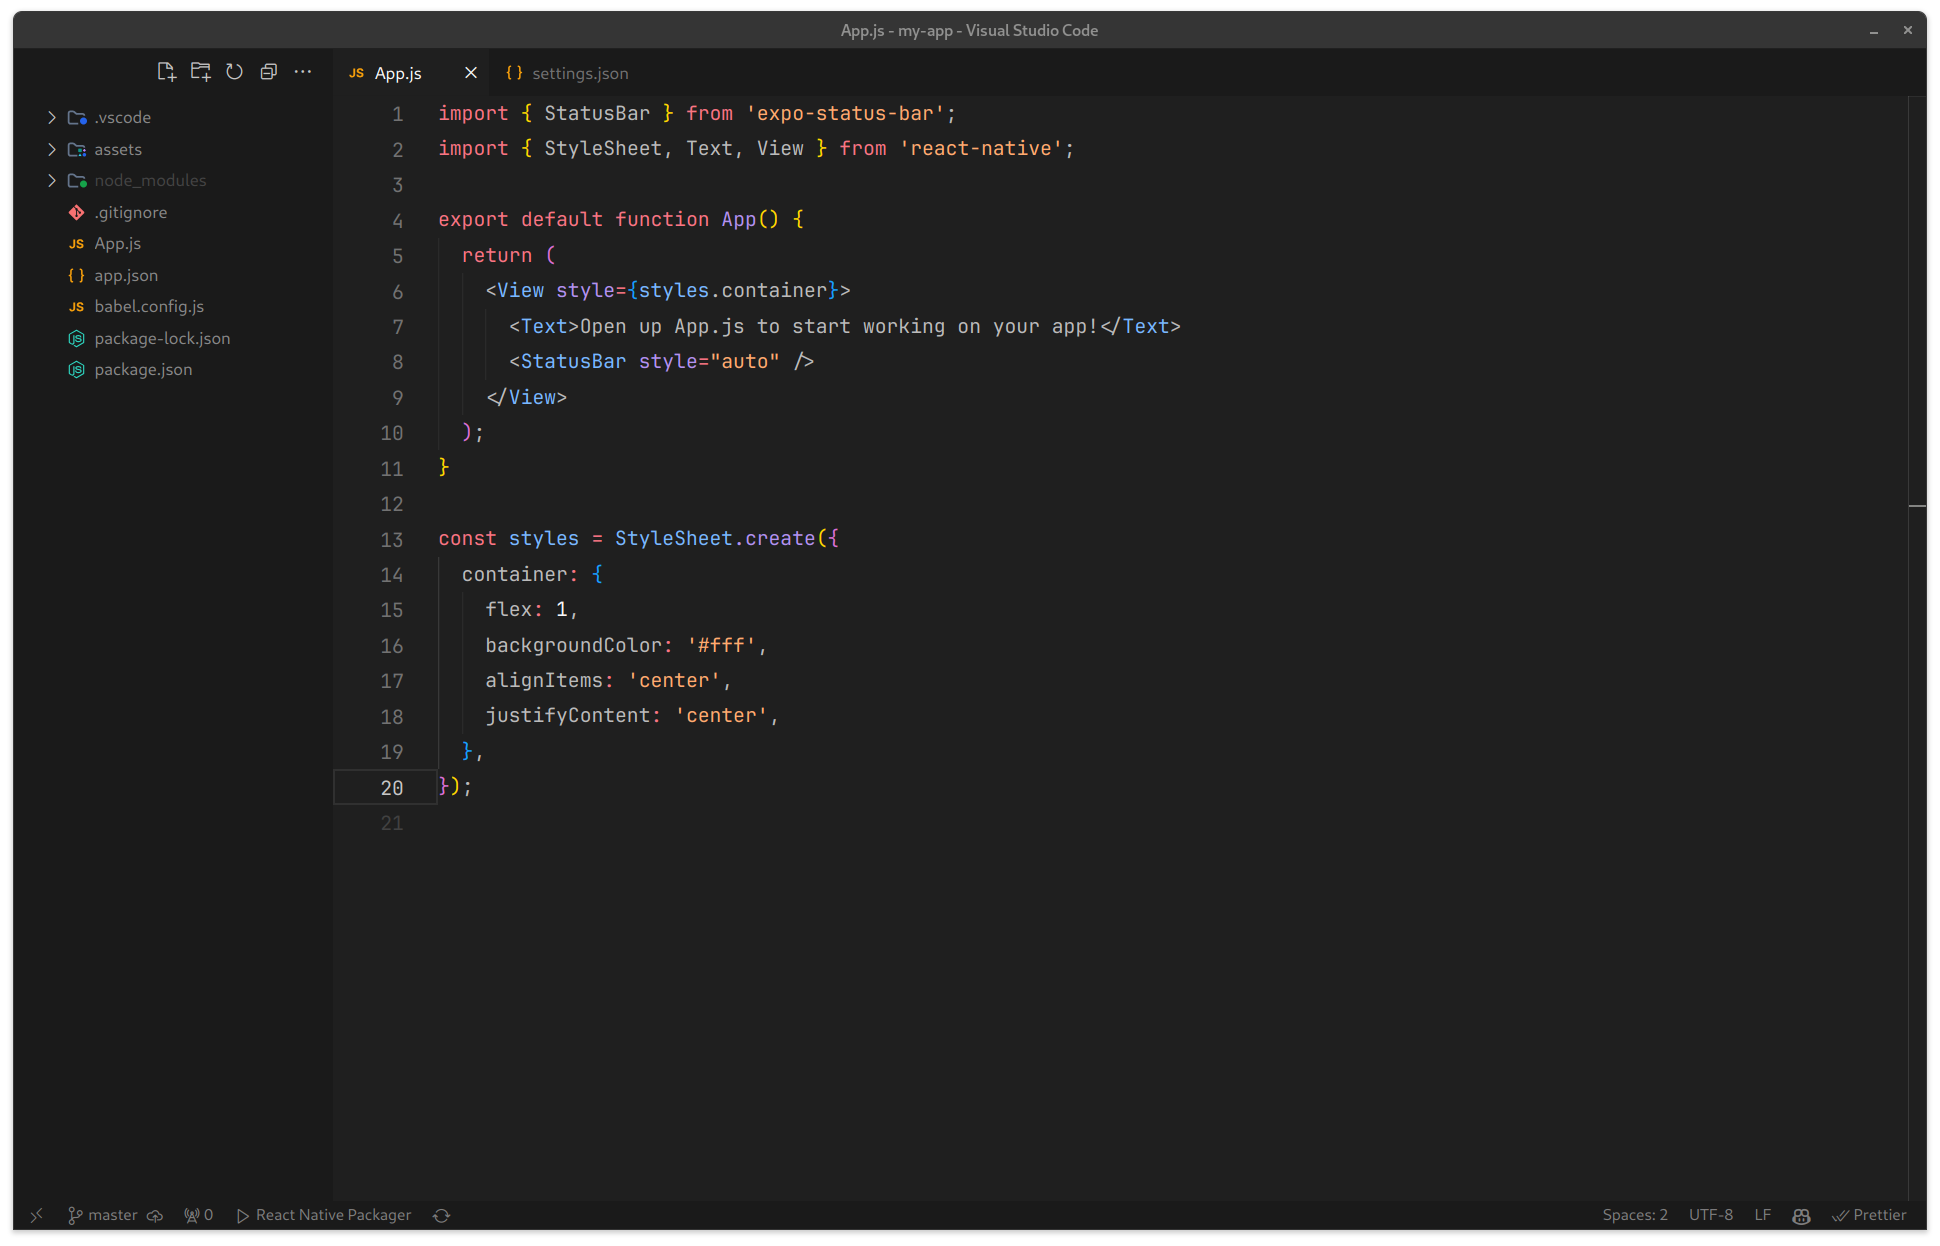 App.js - my-app - Visual Studio Code
JS App.js
{ } settings.json
.vscode
assets
node_modules
.gitignore
JS App.js
{ } app.json
JS babel.config.js
package-lock.json
package.json
1 import { StatusBar } from 'expo-status-bar';
2 import { StyleSheet, Text, View } from 'react-native';
3
4 export default function App() {
5   return (
6     <View style={styles.container}>
7       <Text>Open up App.js to start working on your app!</Text>
8       <StatusBar style="auto" />
9     </View>
10   );
11 }
12
13 const styles = StyleSheet.create({
14   container: {
15     flex: 1,
16     backgroundColor: '#fff',
17     alignItems: 'center',
18     justifyContent: 'center',
19   },
20 });
21
master 0 React Native Packager Spaces: 2 UTF-8 LF Prettier